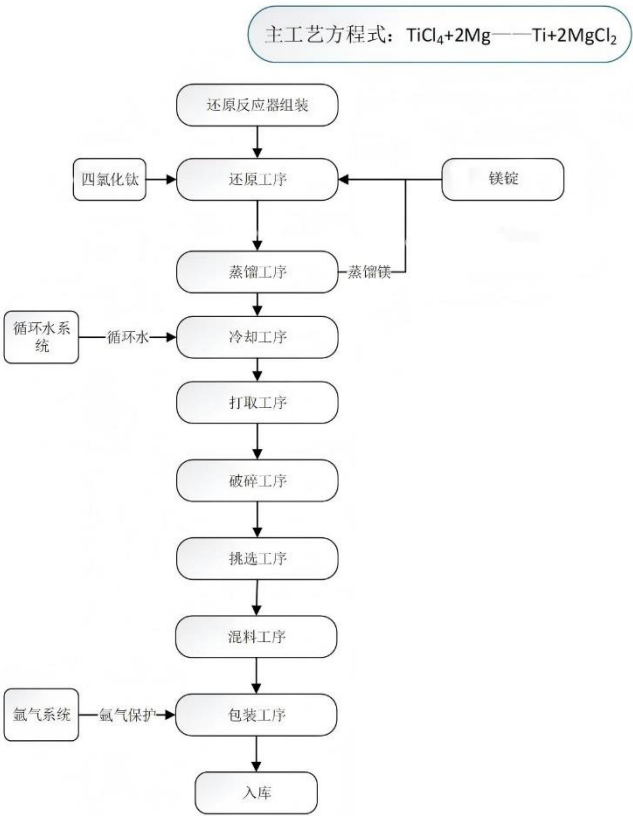 主工艺方程式：TiCl₄+2Mg——Ti+2MgCl₂
还原反应器组装
四氯化钛
还原工序
镁锭
蒸馏工序
蒸馏镁
循环水系
统
循环水
冷却工序
打取工序
破碎工序
挑选工序
混料工序
氩气系统
氩气保护
包装工序
入库